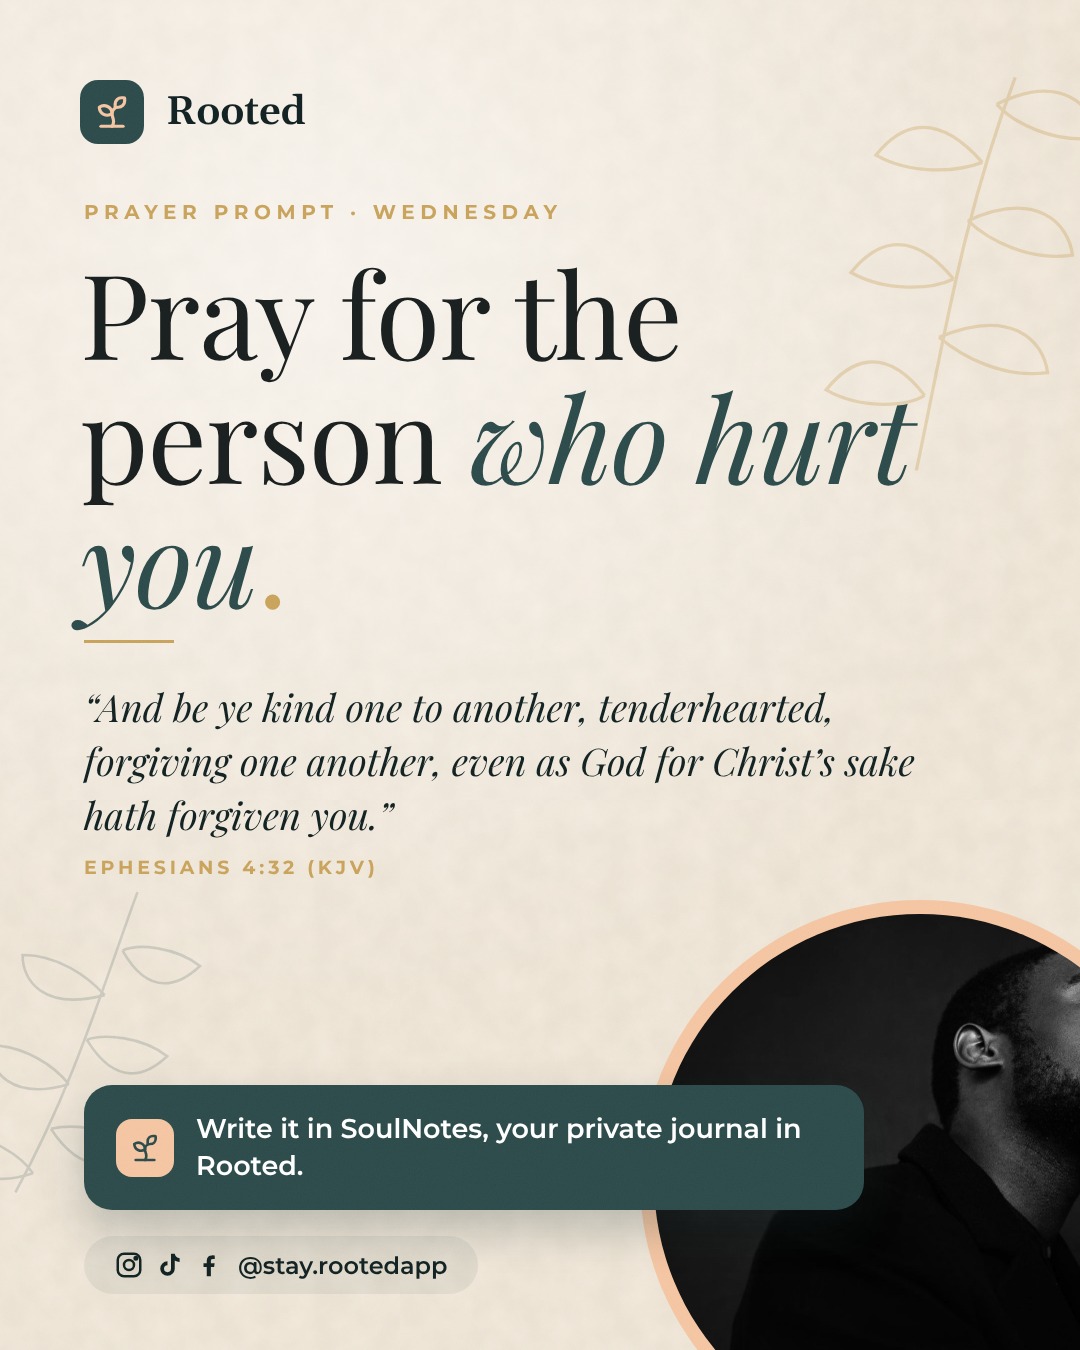 Rooted
PRAYER PROMPT · WEDNESDAY
Pray for the
person who hurt
you.
“And be ye kind one to another, tenderhearted,
forgiving one another, even as God for Christ’s sake
hath forgiven you.”
EPHESIANS 4:32 (KJV)
Write it in SoulNotes, your private journal in
Rooted.
@stay.rootedapp